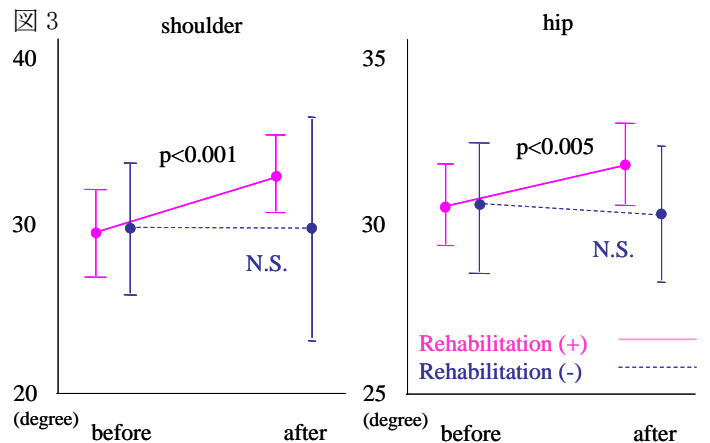 図 3
shoulder
40
p<0.001
30
N.S.
20
(degree)
before
after
hip
35
p<0.005
30
N.S.
Rehabilitation (+)
Rehabilitation (-)
25
(degree)
before
after